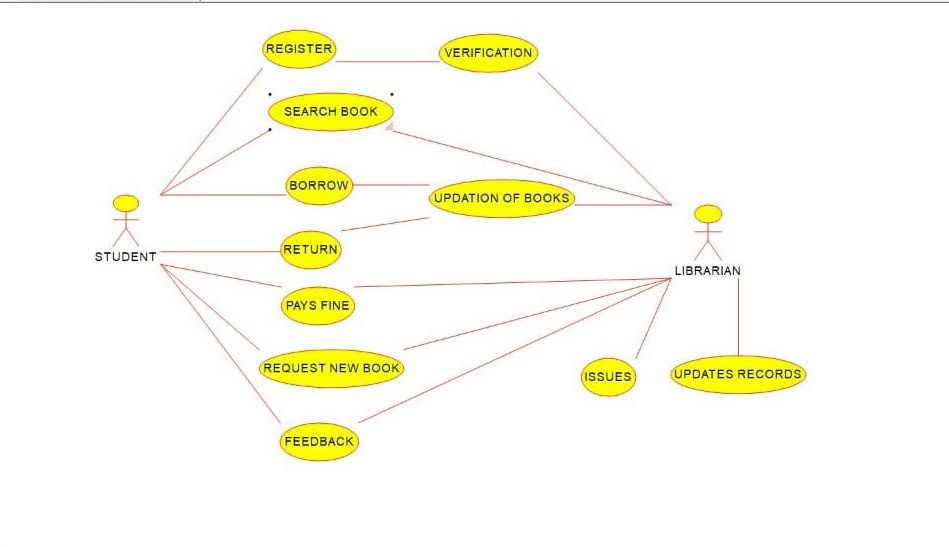 REGISTER
VERIFICATION
SEARCH BOOK
BORROW
UPDATION OF BOOKS
RETURN
STUDENT
LIBRARIAN
PAYS FINE
REQUEST NEW BOOK
ISSUES
UPDATES RECORDS
FEEDBACK